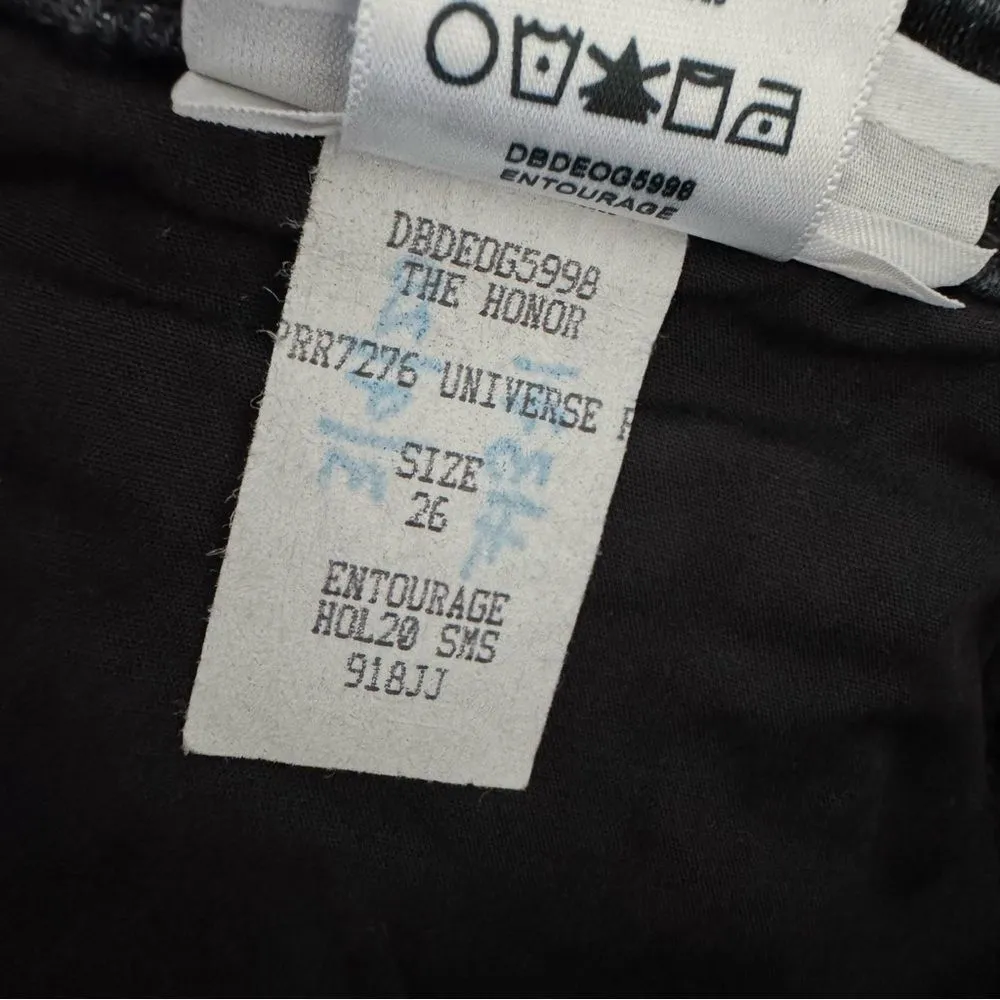 DBDEOG5998
ENTOURAGE
DBDEOG5998
THE HONOR
PRR7276 UNIVERSE
SIZE
26
ENTOURAGE
HOL20 SMS
918JJ